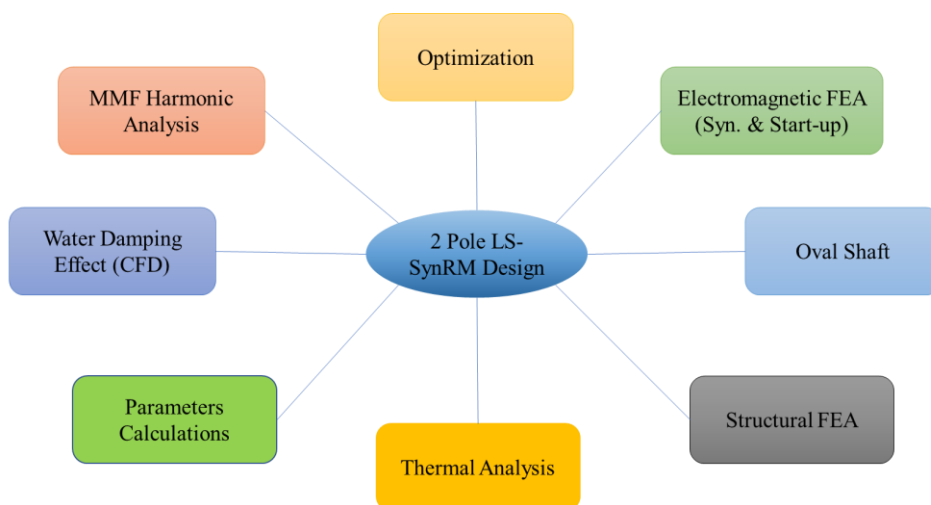 Optimization
MMF Harmonic
Analysis
Electromagnetic FEA
(Syn. & Start-up)
Water Damping
Effect (CFD)
2 Pole LS-
SynRM Design
Oval Shaft
Parameters
Calculations
Structural FEA
Thermal Analysis